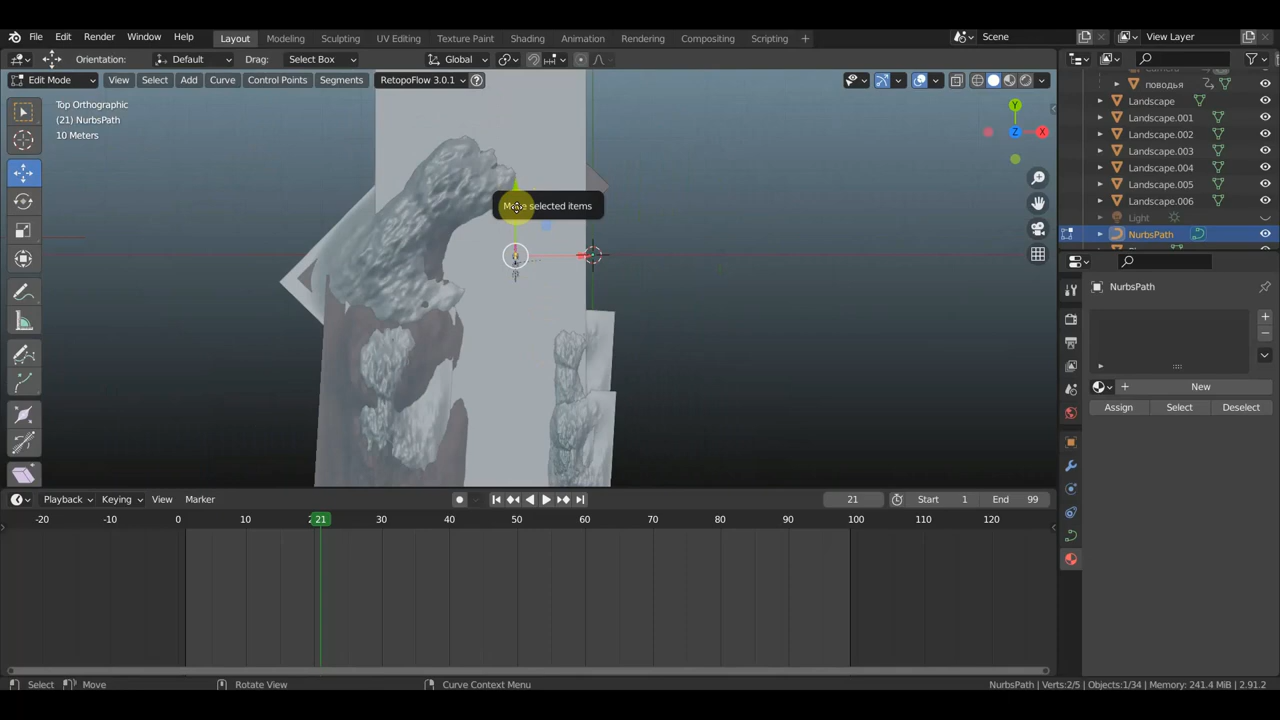 File Edit Render Window Help Layout Modeling Sculpting UV Editing Texture Paint Shading Animation Rendering Compositing Scripting + Scene View Layer
Orientation: Default Drag: Select Box Global
Edit Mode View Select Add Curve Control Points Segments RetopoFlow 3.0.1
Top Orthographic
(21) NurbsPath
10 Meters
Y
Z X
Move selected items
поводья
Landscape
Landscape.001
Landscape.002
Landscape.003
Landscape.004
Landscape.005
Landscape.006
Light
NurbsPath
NurbsPath
New
Assign Select Deselect
Playback Keying View Marker 21 Start 1 End 99
-20 -10 0 10 21 30 40 50 60 70 80 90 100 110 120
Select Move Rotate View Curve Context Menu NurbsPath | Verts:2/5 | Objects:1/34 | Memory: 241.4 MiB | 2.91.2